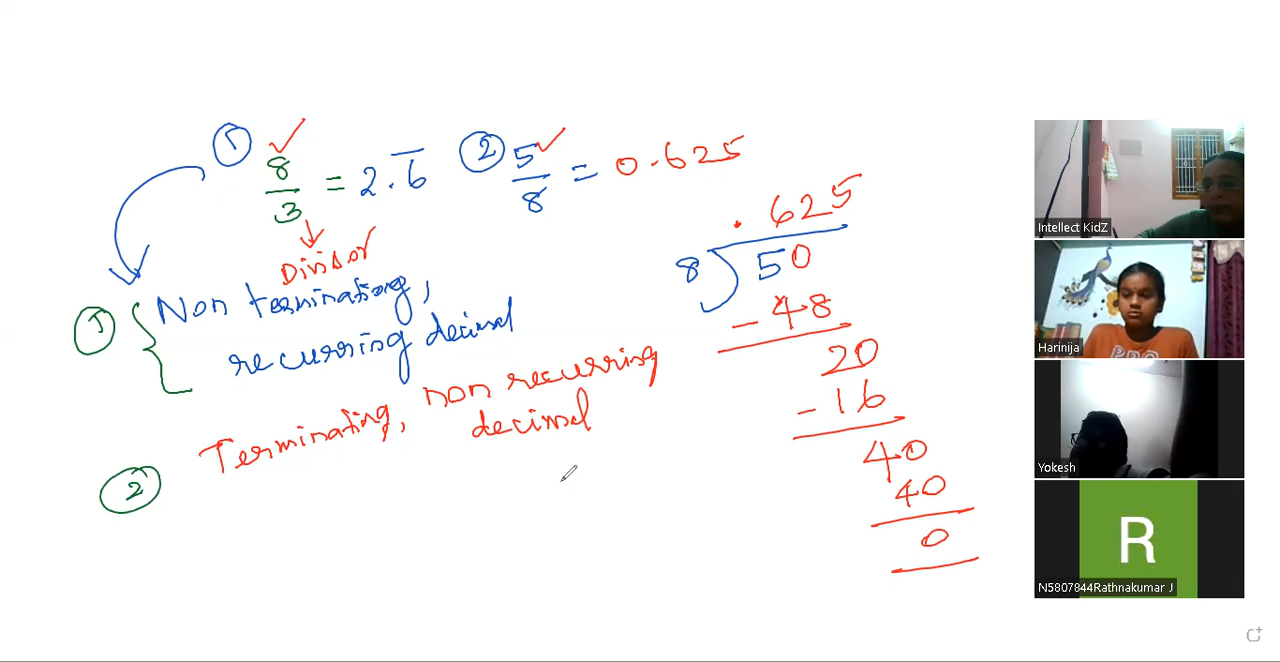 ① 8/3 = 2.6̅ ② 5/8 = 0.625
Divisor
.625
8 50
- 48
20
- 16
40
40
0
① { Non terminating,
recurring decimal
Terminating, non recurring
decimal
②
Intellect KidZ
Harinija
Yokesh
R
N5807844Rathnakumar J